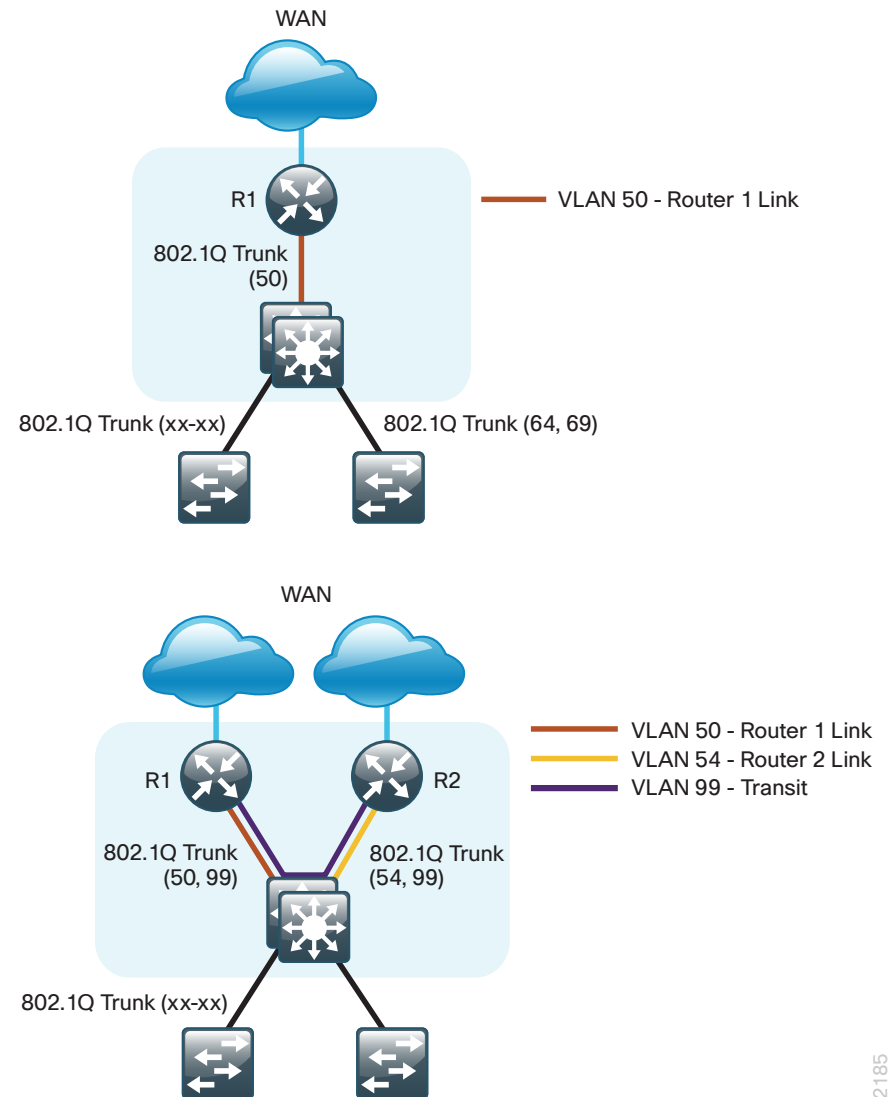 WAN
R1
VLAN 50 - Router 1 Link
802.1Q Trunk
(50)
802.1Q Trunk (xx-xx)
802.1Q Trunk (64, 69)
WAN
VLAN 50 - Router 1 Link
VLAN 54 - Router 2 Link
VLAN 99 - Transit
R1
R2
802.1Q Trunk
(50, 99)
802.1Q Trunk
(54, 99)
802.1Q Trunk (xx-xx)
2185